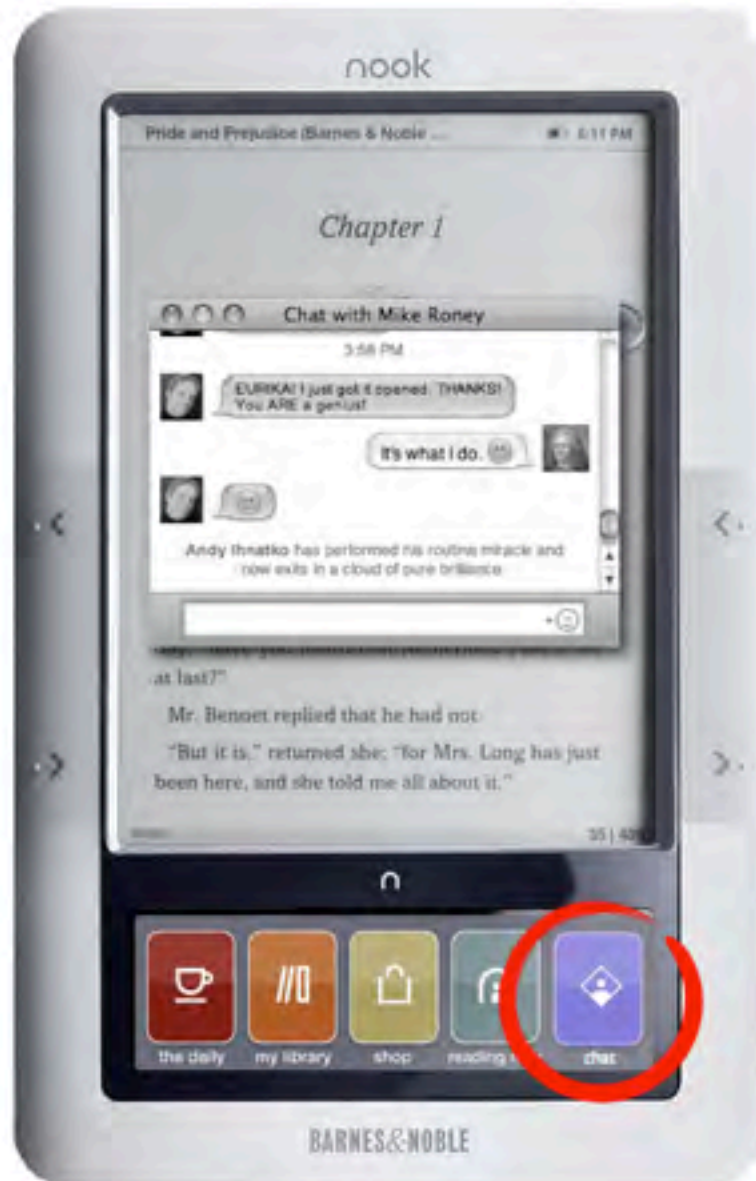 nook
Pride and Prejudice (Barnes & Noble ... 6:11 PM
Chapter 1
Chat with Mike Roney
3:58 PM
EURIKA! I just got it opened. THANKS!
You ARE a genius!
It's what I do.
Andy Ihnatko has performed his routine miracle and
now exits in a cloud of pure brilliance
at last?"
Mr. Bennet replied that he had not.
"But it is," returned she; "for Mrs. Long has just
been here, and she told me all about it."
n
the daily my library shop reading chat
BARNES&NOBLE